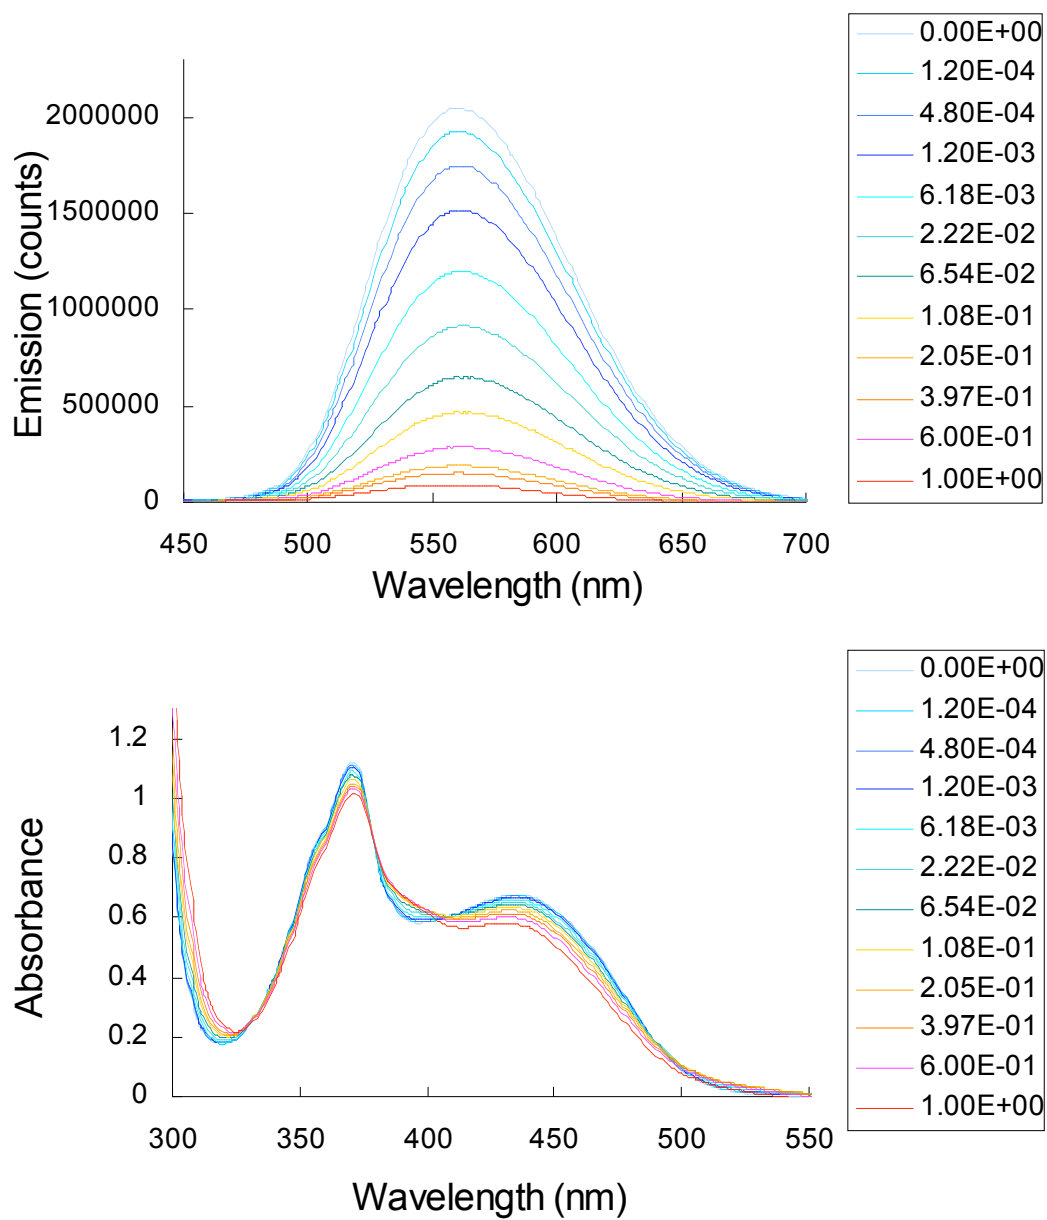 0.00E+00
1.20E-04
4.80E-04
1.20E-03
6.18E-03
2.22E-02
6.54E-02
1.08E-01
2.05E-01
3.97E-01
6.00E-01
1.00E+00
Emission (counts)
2000000
1500000
1000000
500000
0
450 500 550 600 650 700
Wavelength (nm)
0.00E+00
1.20E-04
4.80E-04
1.20E-03
6.18E-03
2.22E-02
6.54E-02
1.08E-01
2.05E-01
3.97E-01
6.00E-01
1.00E+00
Absorbance
1.2
1
0.8
0.6
0.4
0.2
0
300 350 400 450 500 550
Wavelength (nm)